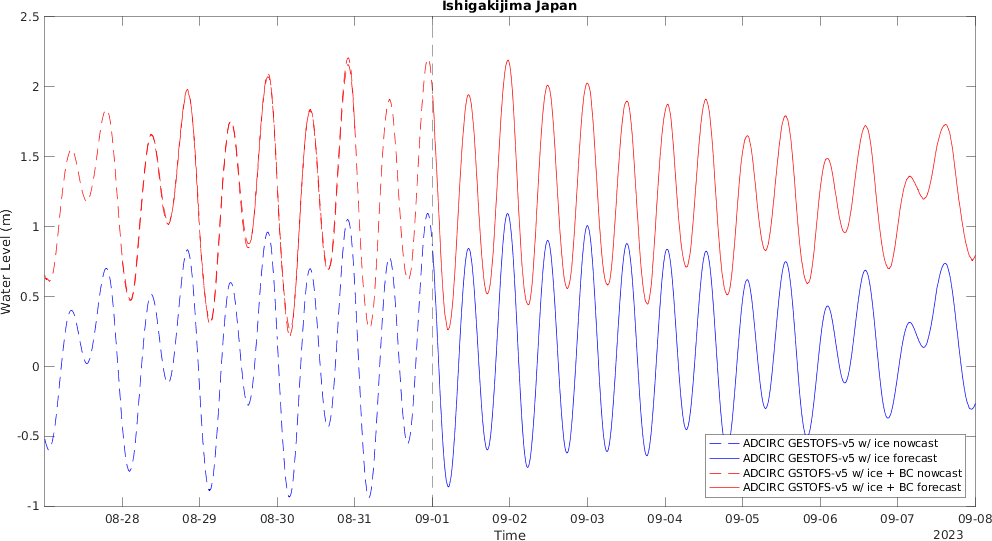 Ishigakijima Japan
2.5
2
1.5
1
0.5
0
-0.5
-1
Water Level (m)
ADCIRC GESTOFS-v5 w/ ice nowcast
ADCIRC GESTOFS-v5 w/ ice forecast
ADCIRC GSTOFS-v5 w/ ice + BC nowcast
ADCIRC GSTOFS-v5 w/ ice + BC forecast
08-28 08-29 08-30 08-31 09-01 09-02 09-03 09-04 09-05 09-06 09-07 09-08
Time
2023